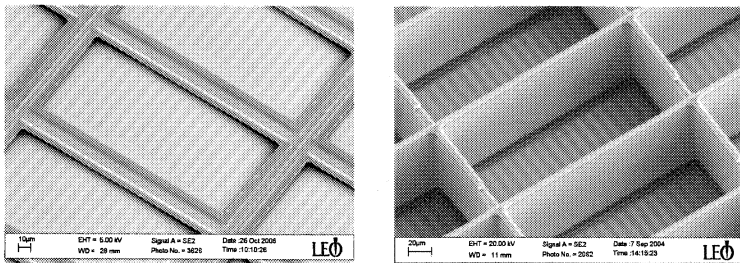 10µm
EHT = 5.00 kV
WD = 28 mm
Signal A = SE2
Photo No. = 3626
Date :26 Oct 2006
Time :10:10:26
LEO
20µm
EHT = 20.00 kV
WD = 11 mm
Signal A = SE2
Photo No. = 2062
Date :7 Sep 2004
Time :14:15:23
LEO